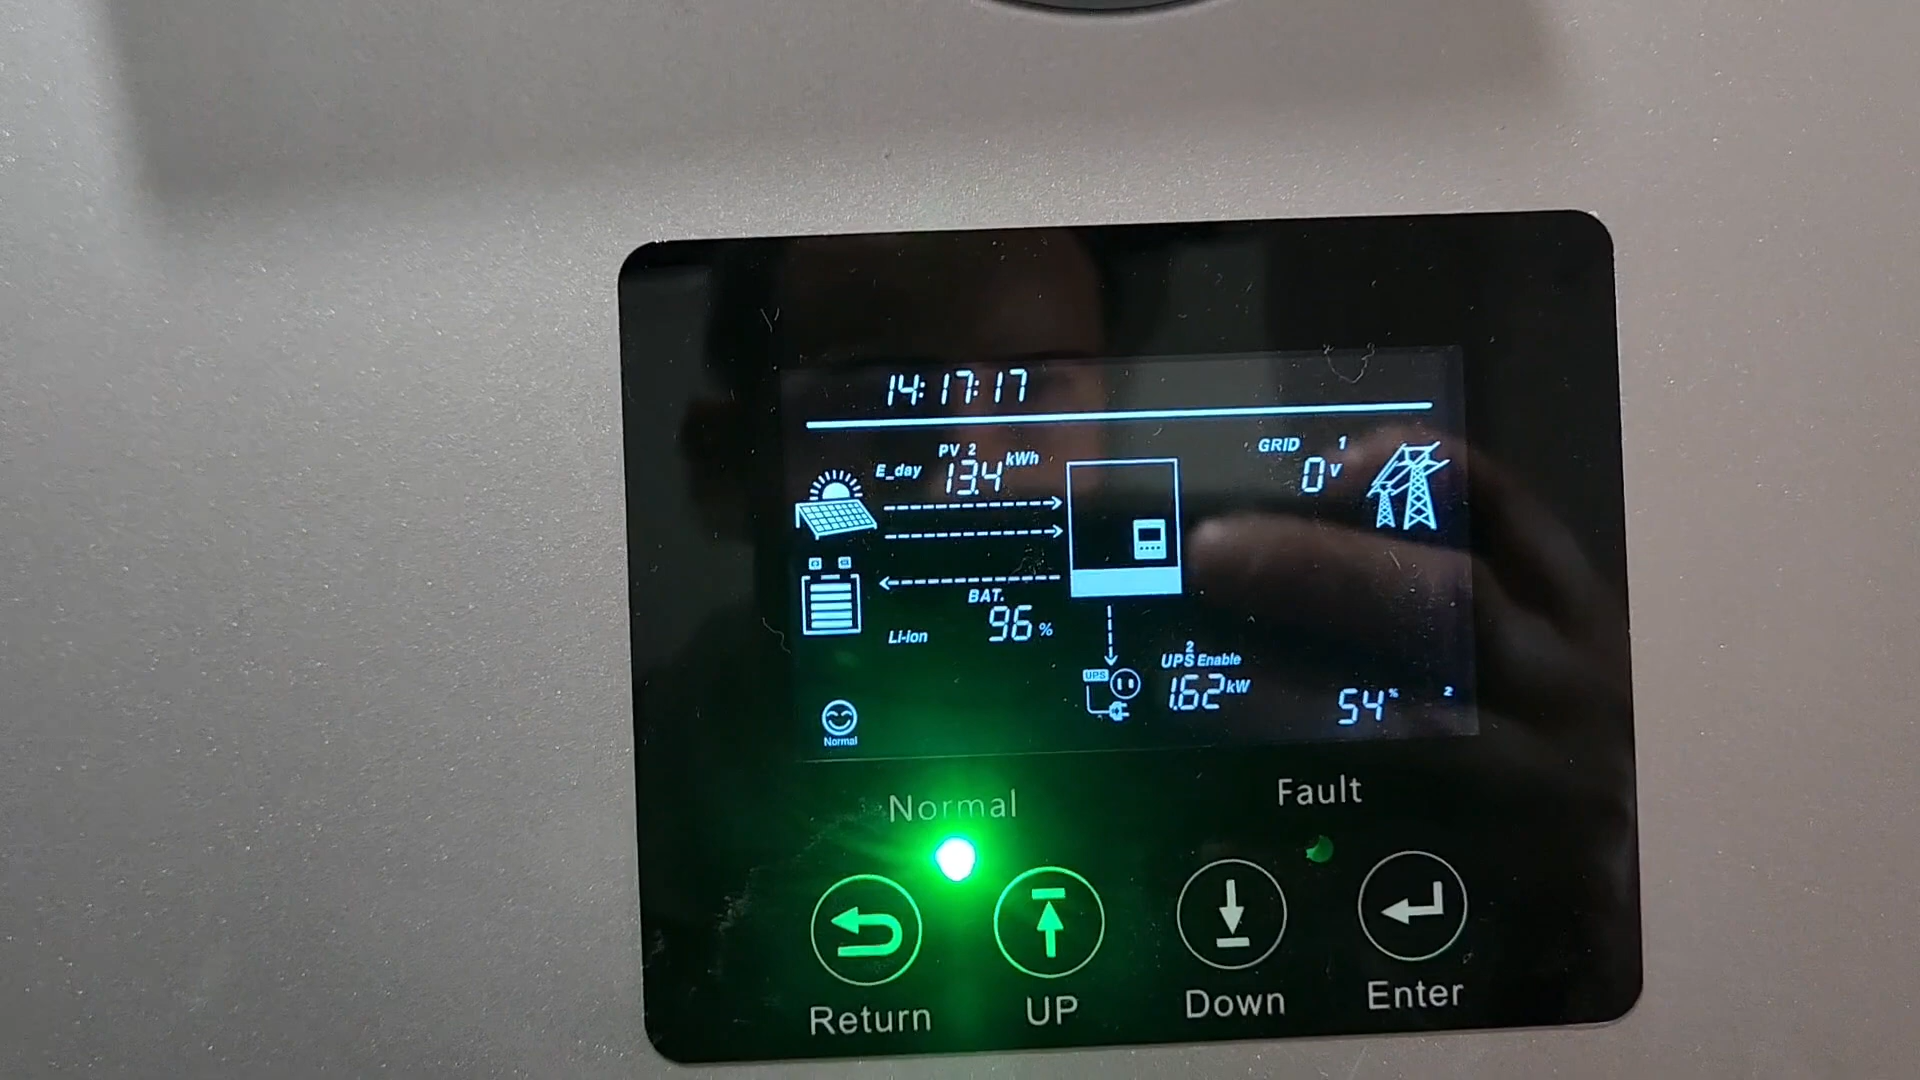 14:17:17
PV 2
E_day 13.4 kWh
GRID 1
0 V
BAT.
Li-ion 96 %
2
UPS Enable
UPS
1.62 kW
54 % 2
Normal
Normal
Fault
Return
UP
Down
Enter